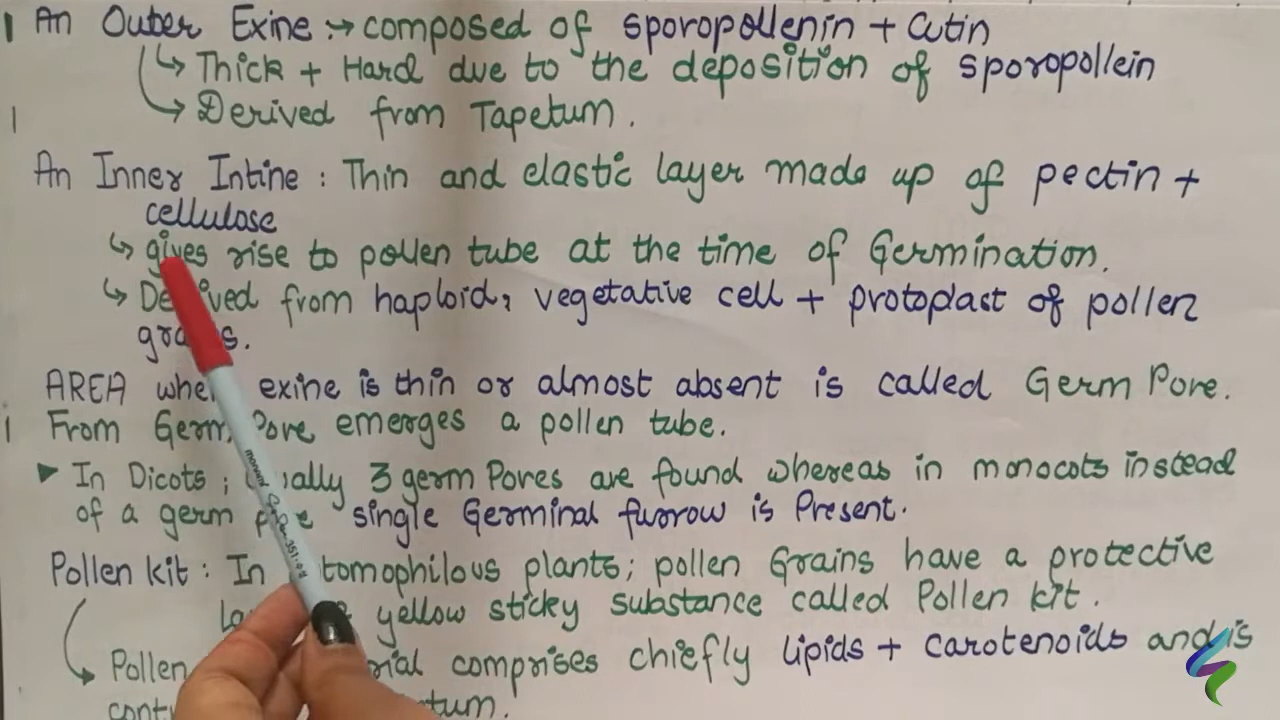 An Outer Exine :→ composed of sporopollenin + Cutin
↳ Thick + Hard due to the deposition of sporopollein
↳ Derived from Tapetum.
An Inner Intine : Thin and elastic layer made up of pectin +
cellulose
↳ gives rise to pollen tube at the time of Germination.
↳ Derived from haploid, vegetative cell + protoplast of pollen
AREA exine is thin or almost absent is called Germ Pore.
From Germ Pore emerges a pollen tube.
▶ In Dicots ; 3 germ Pores are found whereas in monocots instead
of a germ single Germinal furrow is Present.
Pollen kit : In plants; pollen Grains have a protective
yellow sticky substance called Pollen kit.
↳ Pollen comprises chiefly lipids + carotenoids and is